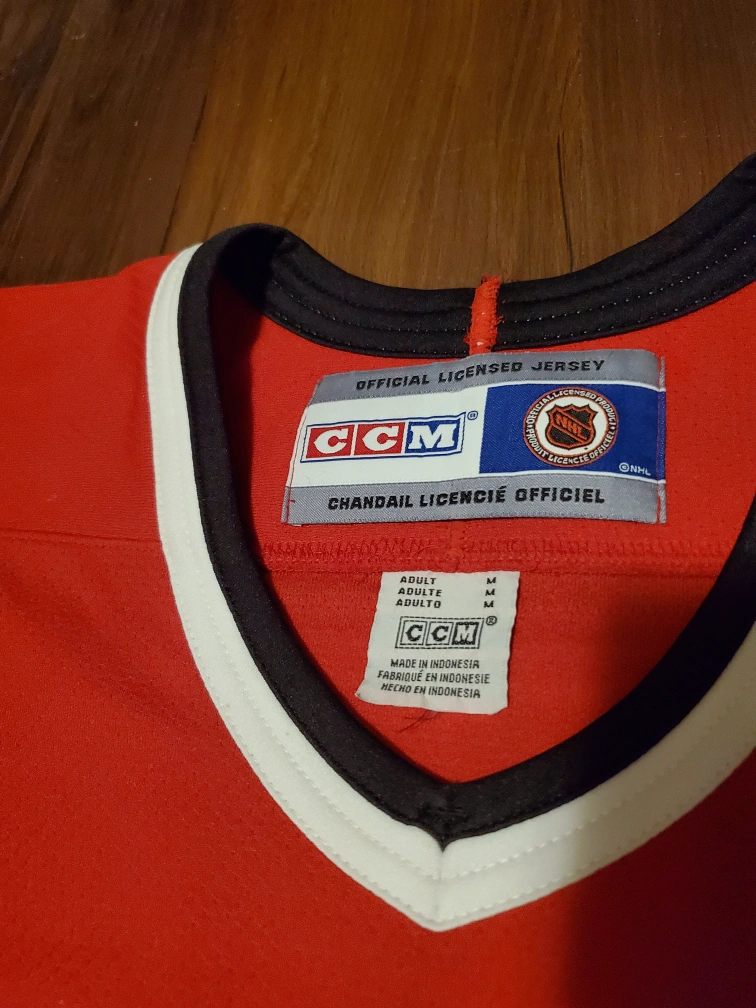 OFFICIAL LICENSED JERSEY
CCM®
OFFICIAL LICENSED PRODUCT
NHL
PRODUIT LICENCIÉ OFFICIEL
©NHL
CHANDAIL LICENCIÉ OFFICIEL
ADULT M
ADULTE M
ADULTO M
CCM®
MADE IN INDONESIA
FABRIQUÉ EN INDONESIE
HECHO EN INDONESIA